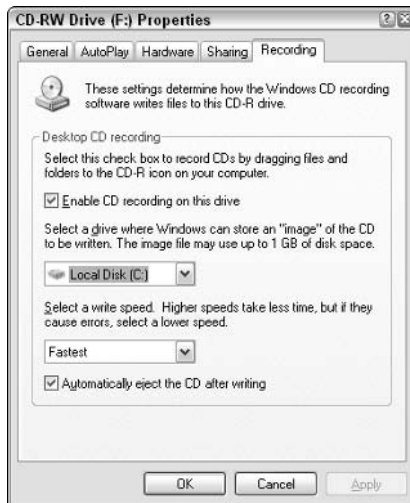 CD-RW Drive (F:) Properties
General AutoPlay Hardware Sharing Recording
These settings determine how the Windows CD recording
software writes files to this CD-R drive.
Desktop CD recording
Select this check box to record CDs by dragging files and
folders to the CD-R icon on your computer.
Enable CD recording on this drive
Select a drive where Windows can store an "image" of the CD
to be written. The image file may use up to 1 GB of disk space.
Local Disk (C:)
Select a write speed. Higher speeds take less time, but if they
cause errors, select a lower speed.
Fastest
Automatically eject the CD after writing
OK Cancel Apply